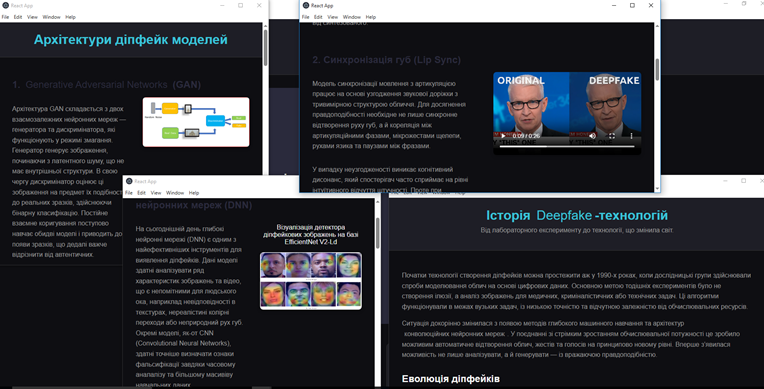 React App
File Edit View Window Help
Архітектури діпфейк моделей
1. Generative Adversarial Networks (GAN)
Архітектура GAN складається з двох
взаємозалежних нейронних мереж —
генератора та дискримінатора, які
функціонують у режимі змагання.
Генератор генерує зображення,
починаючи з латентного шуму, що не
має внутрішньої структури. В свою
чергу дискримінатор оцінює ці
зображення на предмет їх подібност
до реальних зразків, здійснюючи
бінарну класифікацію. Постійне
взаємне коригування поступово
навчає обидві моделі і приводить до
появи зразків, що дедалі важче
відрізнити від автентичних.
React App
File Edit View Window Help
від синтезованого.
2. Синхронізація губ (Lip Sync)
Модель синхронізації мовлення з артикуляцією
працює на основі узгодження звукової доріжки з
тривимірною структурою обличчя. Для досягнення
правдоподібності необхідне не лише синхронне
відтворення руху губ, а й кореляція між
артикуляційними фазами, мікрожестами щелепи,
рухами язика та паузами між фразами.
У випадку неузгодженості виникає когнітивний
дисонанс, який спостерігач часто сприймає на рівні
інтуїтивного відчуття штучності. Проте при
ORIGINAL DEEPFAKE
0:09 / 0:26
React App
File Edit View Window Help
нейронних мереж (DNN)
На сьогоднішній день глибокі
нейронні мережі (DNN) є одним з
найефективніших інструментів для
виявлення діпфейків. Дані моделі
здатні аналізувати ряд
характеристик зображень та відео,
що є непомітними для людського
ока, наприклад невідповідності в
текстурах, нереалістичні колірні
переходи або неприродний рух губ.
Окремі моделі, як-от CNN
(Convolutional Neural Networks),
здатні точніше визначати ознаки
фальсифікації завдяки часовому
аналізу та більшому масиву
навчальних даних
Візуалізація детектора
діпфейкових зображень на базі
EfficientNet V2-Ld
Історія Deepfake -технологій
Від лабораторного експерименту до технології, що змінила світ.
Початки технології створення діпфейків можна простежити аж у 1990-х роках, коли дослідницькі групи здійснювали
спроби моделювання облич на основі цифрових даних. Основною метою тодішніх експериментів було не
створення ілюзії, а аналіз зображень для медичних, криміналістичних або технічних задач. Ці алгоритми
функціонували в межах вузьких задач, із низькою точністю та відчутною залежністю від обчислювальних ресурсів.
Ситуація докорінно змінилася з появою методів глибокого машинного навчання та архітектур
конволюційних нейронних мереж . У поєднанні зі стрімким зростанням обчислювальної потужності це зробило
можливим автоматичне відтворення облич, жестів та голосів на принципово новому рівні. Вперше з'явилася
можливість не лише аналізувати, а й генерувати — із вражаючою правдоподібністю.
Еволюція діпфейків